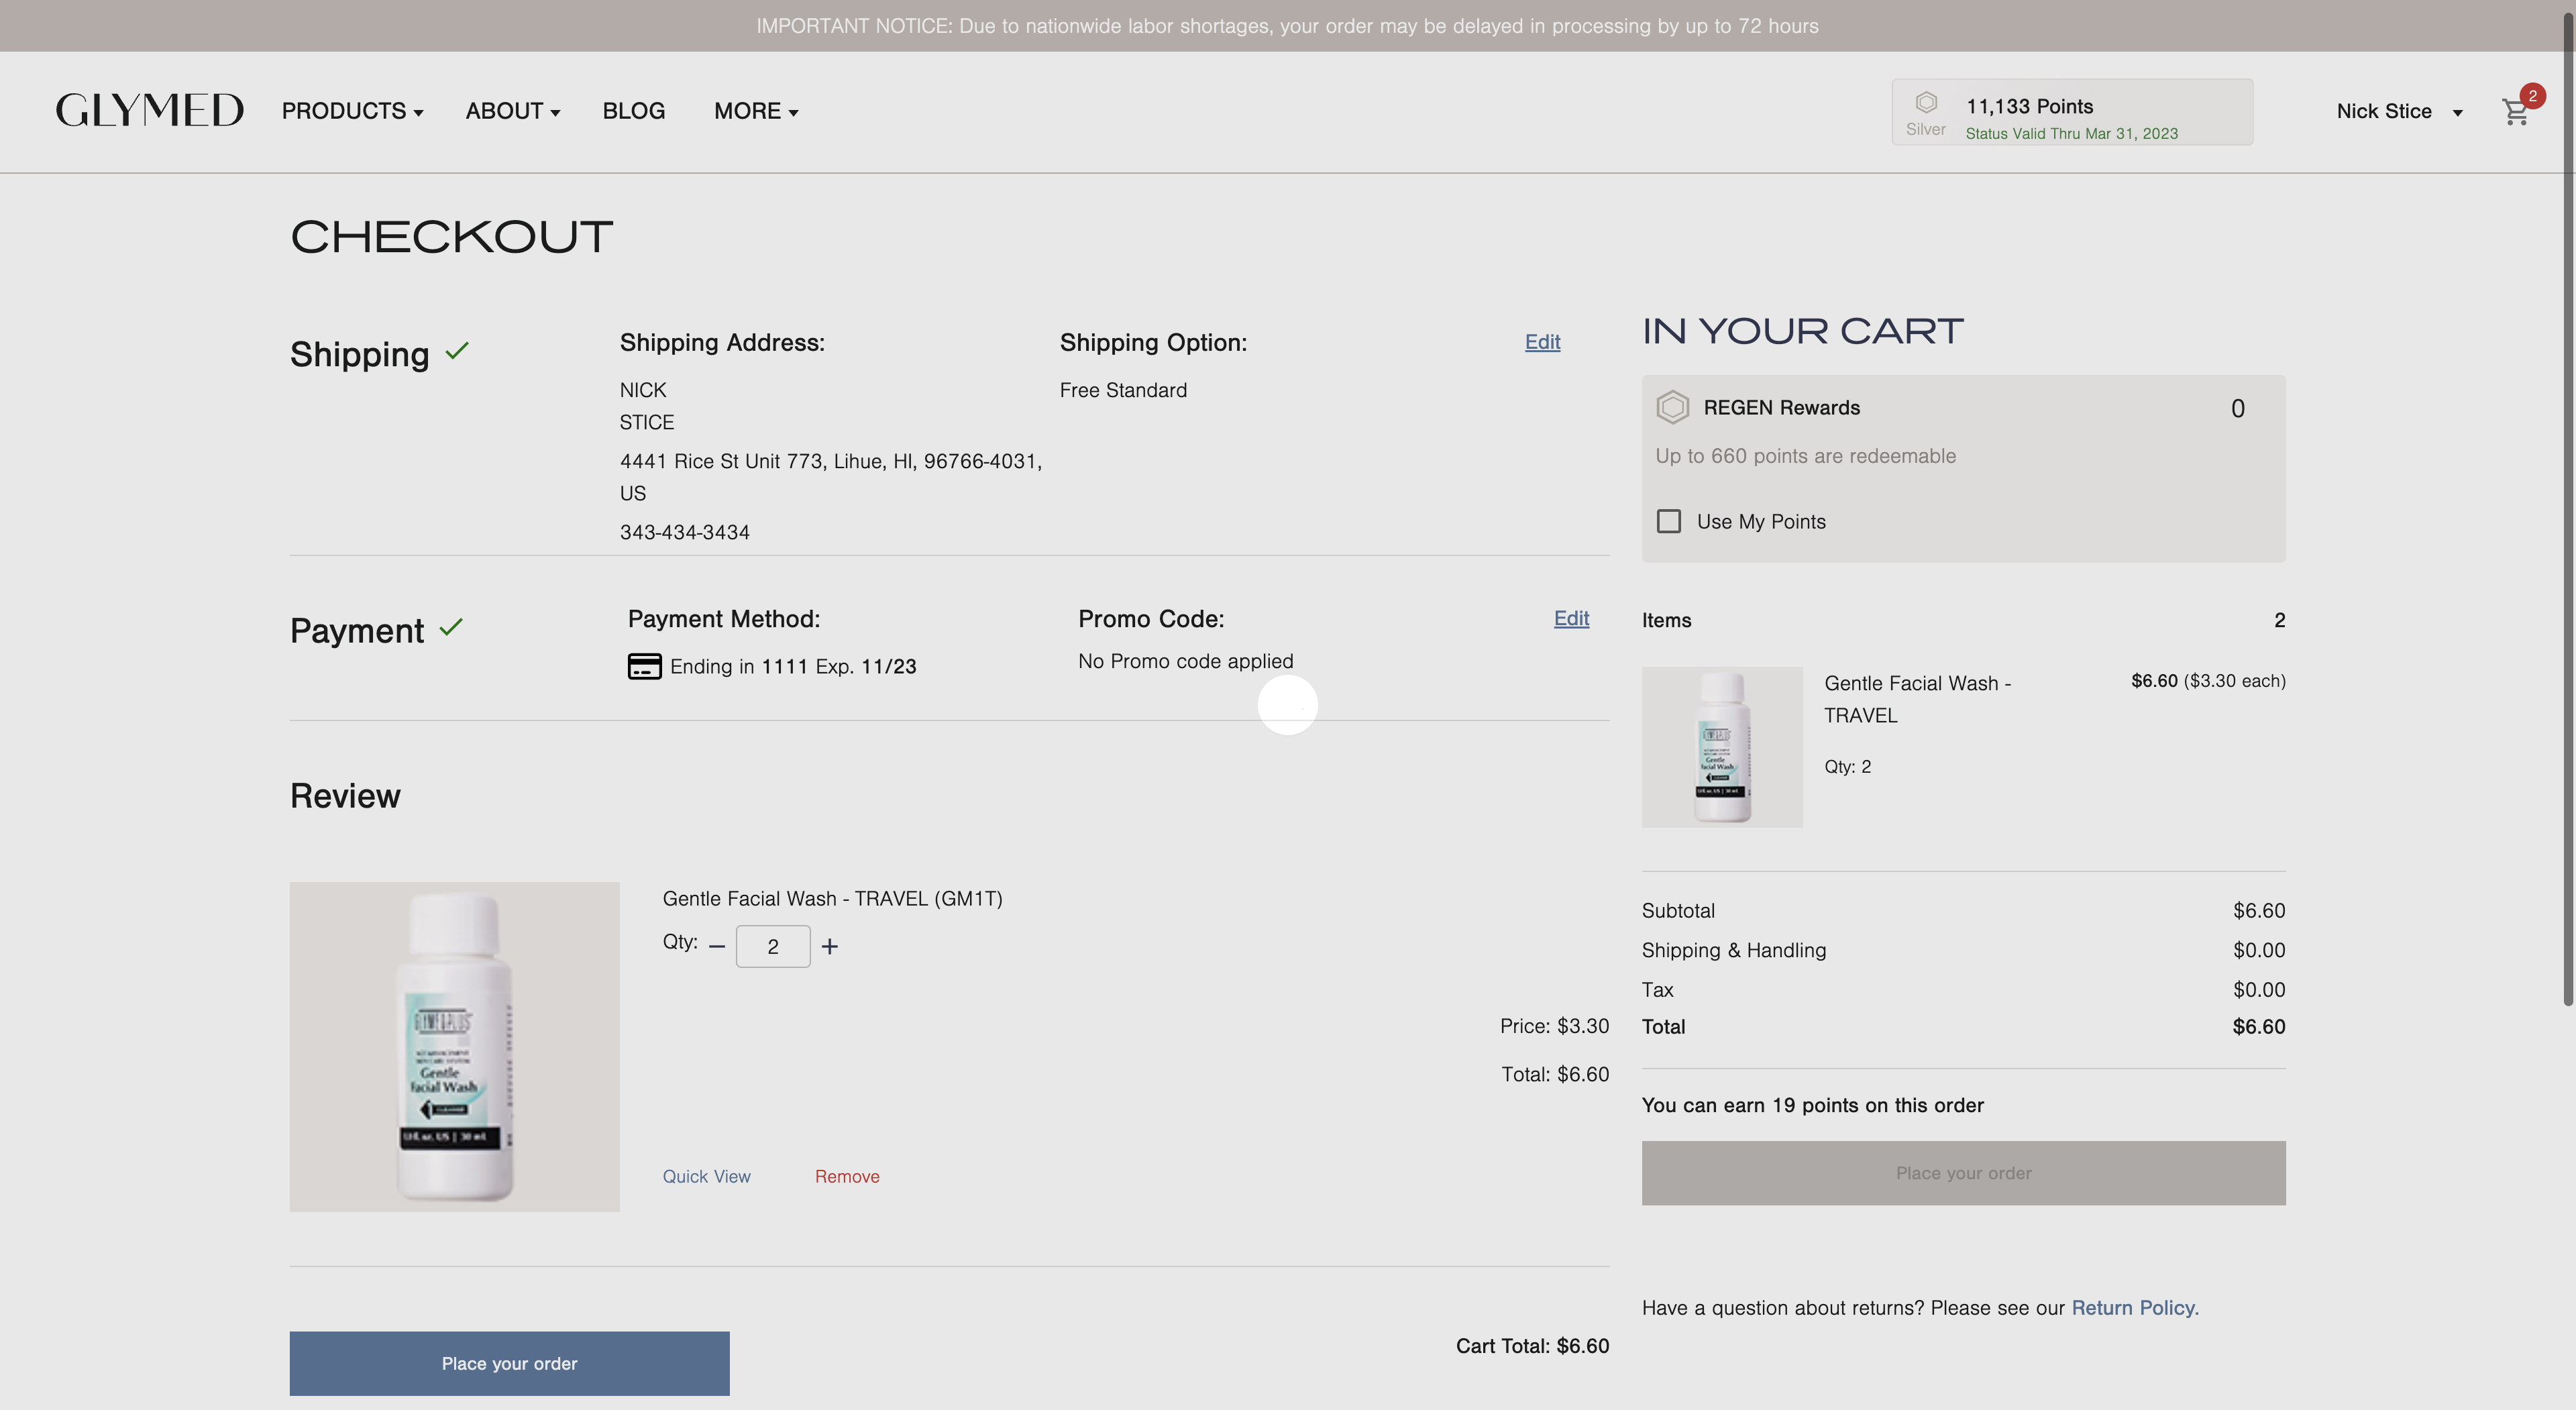 IMPORTANT NOTICE: Due to nationwide labor shortages, your order may be delayed in processing by up to 72 hours
GLYMED
PRODUCTS
ABOUT
BLOG
MORE
Silver
11,133 Points
Status Valid Thru Mar 31, 2023
Nick Stice
2
CHECKOUT
Shipping
Shipping Address:
NICK
STICE
4441 Rice St Unit 773, Lihue, HI, 96766-4031,
US
343-434-3434
Shipping Option:
Free Standard
Edit
Payment
Payment Method:
Ending in 1111 Exp. 11/23
Promo Code:
No Promo code applied
Edit
Review
Gentle
Facial Wash
Gentle Facial Wash - TRAVEL (GM1T)
Qty: – 2 +
Price: $3.30
Total: $6.60
Quick View
Remove
Place your order
Cart Total: $6.60
IN YOUR CART
REGEN Rewards
0
Up to 660 points are redeemable
Use My Points
Items
2
Gentle
Facial Wash
Gentle Facial Wash -
TRAVEL
Qty: 2
$6.60 ($3.30 each)
Subtotal
$6.60
Shipping & Handling
$0.00
Tax
$0.00
Total
$6.60
You can earn 19 points on this order
Place your order
Have a question about returns? Please see our Return Policy.